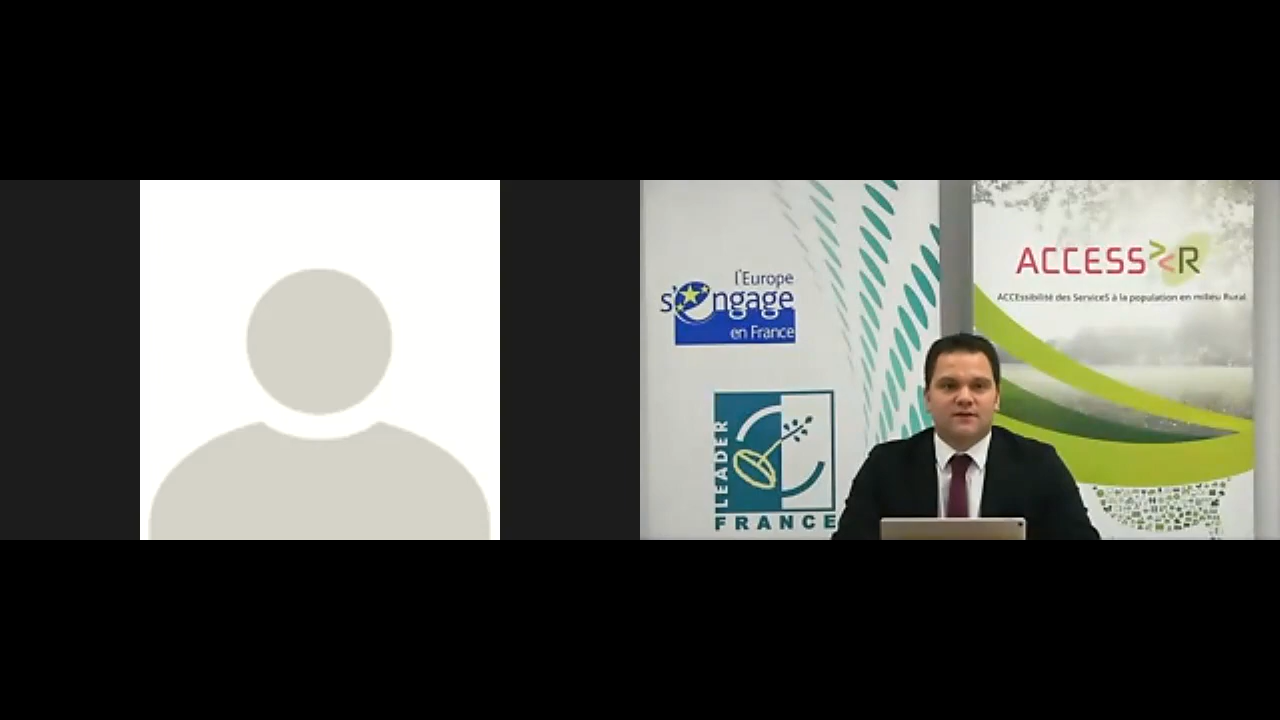 l'Europe
s'engage
en France
LEADER
FRANCE
ACCESS R
ACCEssibilité des ServiceS à la population en milieu Rural